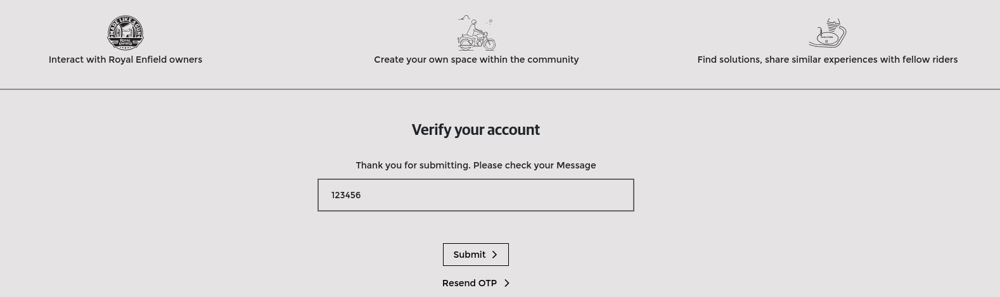 MADE LIKE A GUN
ROYAL
ENFIELD
Interact with Royal Enfield owners
Create your own space within the community
Find solutions, share similar experiences with fellow riders
Verify your account
Thank you for submitting. Please check your Message
123456
Submit
Resend OTP